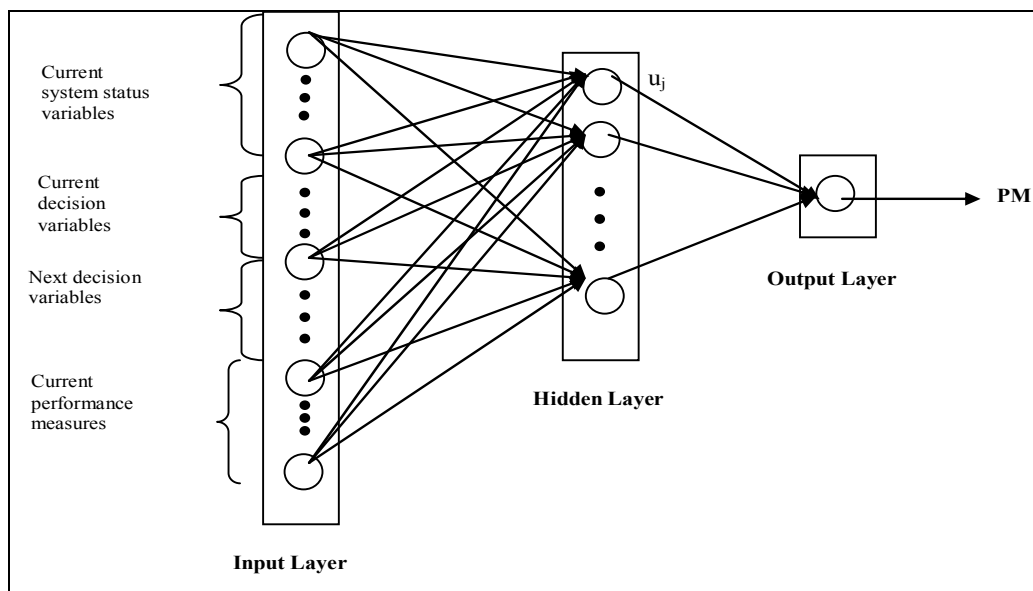 Current
system status
variables
Current
decision
variables
Next decision
variables
Current
performance
measures
Input Layer
u_j
Hidden Layer
Output Layer
PM